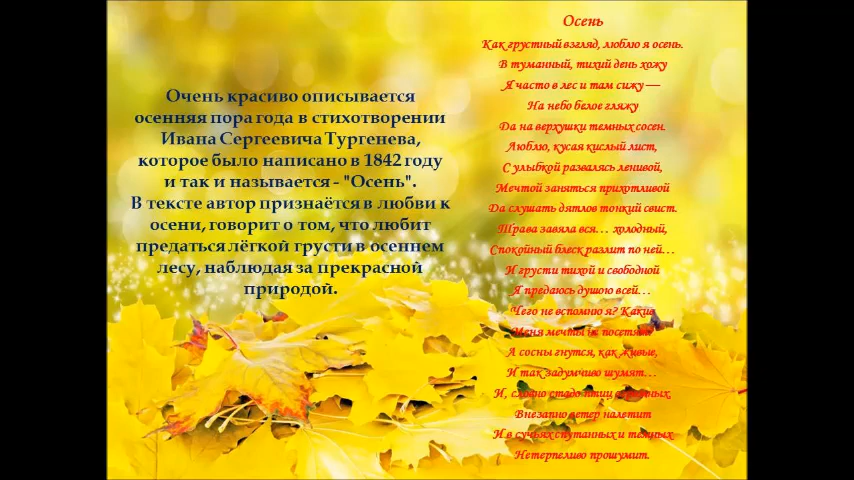 Очень красиво описывается
осенняя пора года в стихотворении
Ивана Сергеевича Тургенева,
которое было написано в 1842 году
и так и называется - "Осень".
В тексте автор признаётся в любви к
осени, говорит о том, что любит
предаться лёгкой грусти в осеннем
лесу, наблюдая за прекрасной
природой.
Осень
Как грустный взгляд, люблю я осень.
В туманный, тихий день хожу
Я часто в лес и там сижу —
На небо белое гляжу
Да на верхушки темных сосен.
Люблю, кусая кислый лист,
С улыбкой развалясь ленивой,
Мечтой заняться прихотливой
Да слушать дятлов тонкий свист.
Трава завяла вся… холодный,
Спокойный блеск разлит по ней…
И грусти тихой и свободной
Я предаюсь душою всей…
Чего не вспомню я? Какие
Меня мечты не посетят?
А сосны гнутся, как живые,
И так задумчиво шумят…
И, словно стадо птиц огромных,
Внезапно ветер налетит
И в сучьях спутанных и темных
Нетерпеливо прошумит.